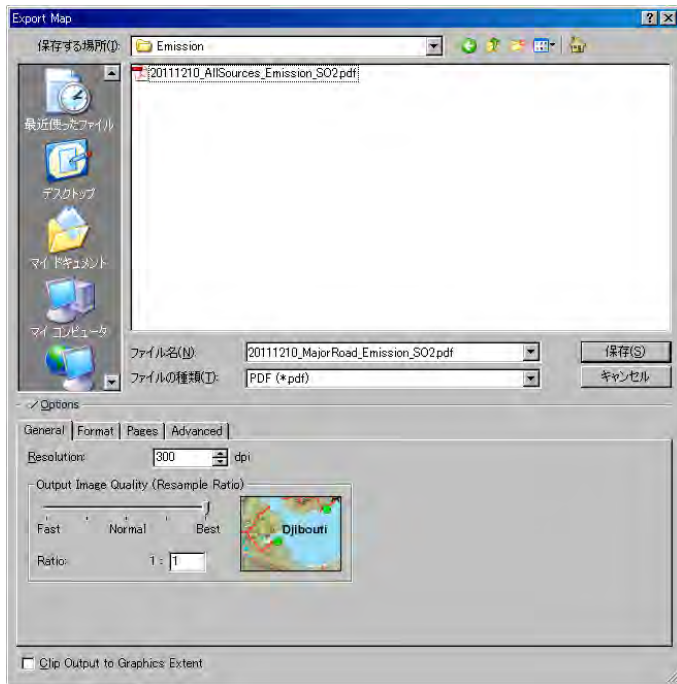 Export Map
保存する場所(I):
Emission
20111210_AllSources_Emission_SO2.pdf
最近使ったファイル
デスクトップ
マイ ドキュメント
マイ コンピュータ
ファイル名(N):
20111210_MajorRoad_Emission_SO2.pdf
保存(S)
ファイルの種類(T):
PDF (*.pdf)
キャンセル
Options
General
Format
Pages
Advanced
Resolution:
300
dpi
Output Image Quality (Resample Ratio)
Fast
Normal
Best
Djibouti
Ratio:
1 :
1
Clip Output to Graphics Extent